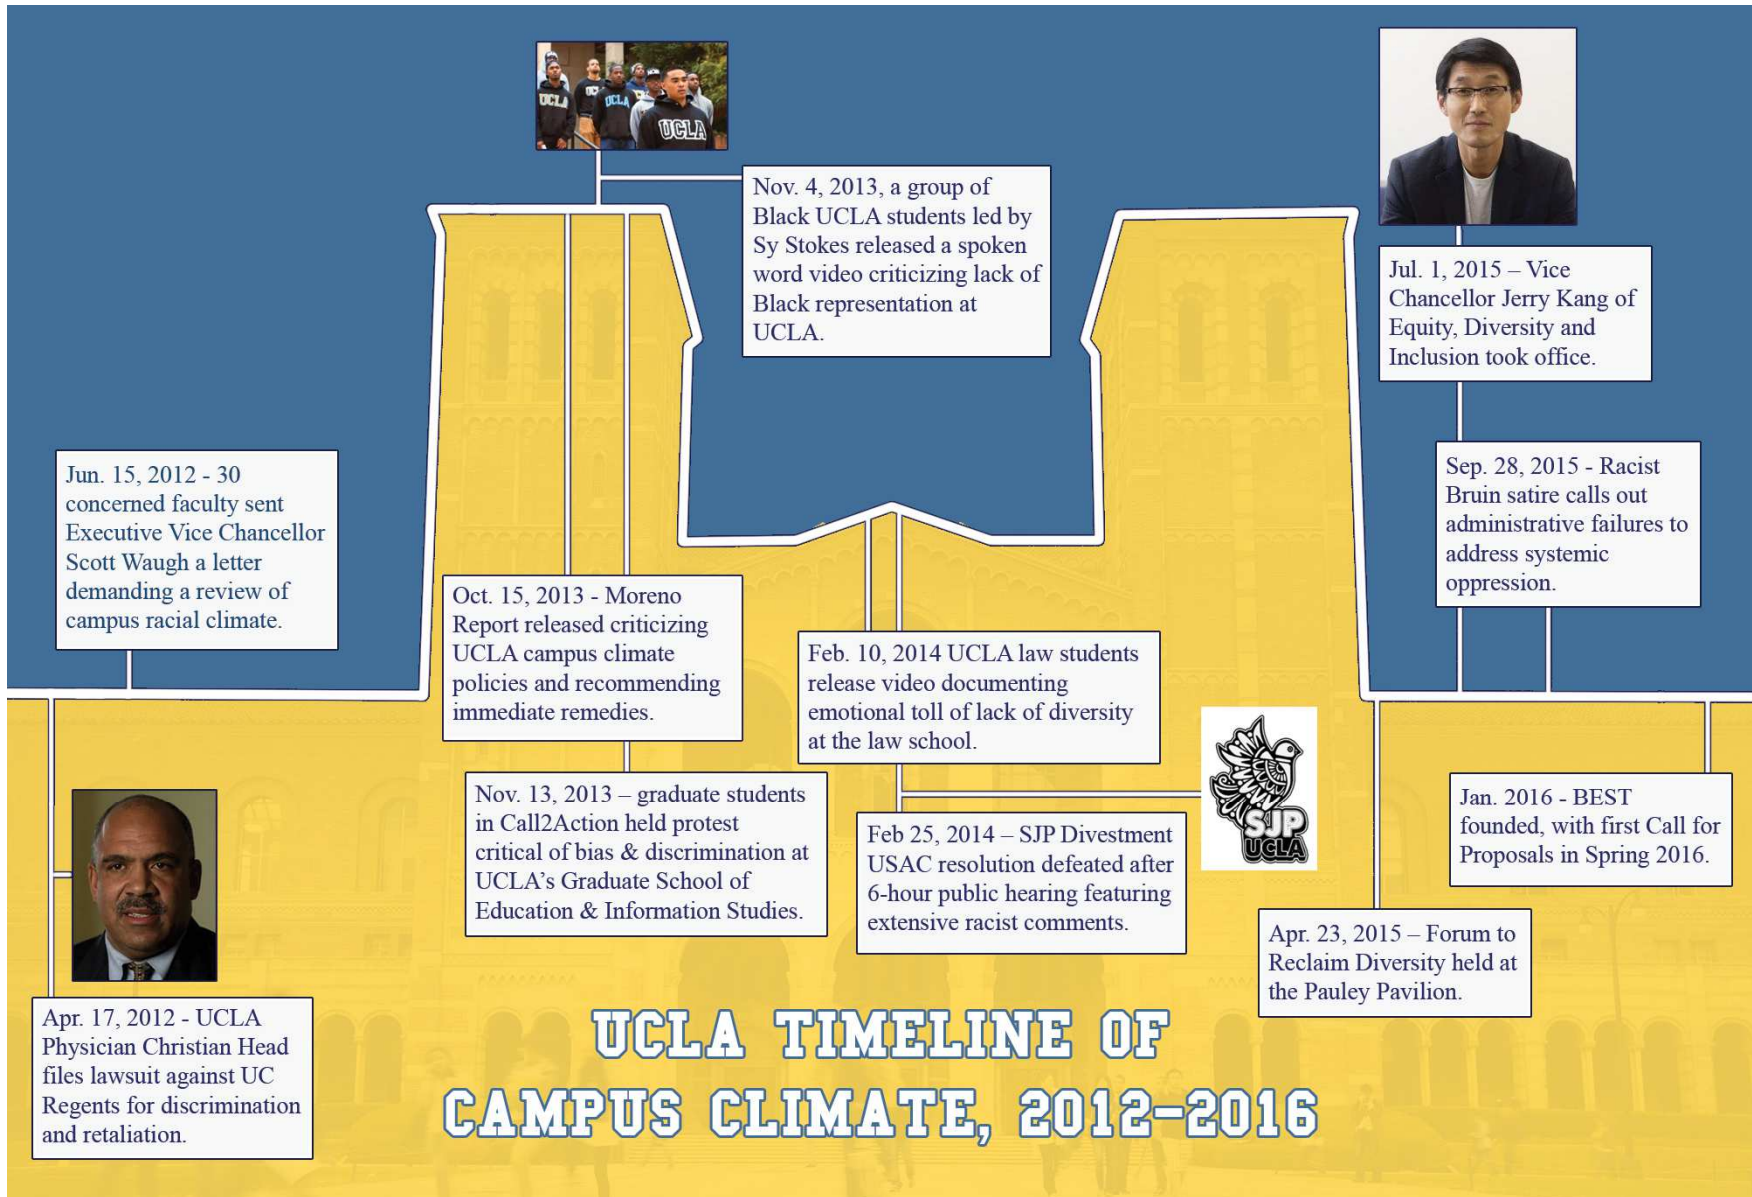 UCLA
UC
UCLA
UCLA
Nov. 4, 2013, a group of
Black UCLA students led by
Sy Stokes released a spoken
word video criticizing lack of
Black representation at
UCLA.
Jul. 1, 2015 – Vice
Chancellor Jerry Kang of
Equity, Diversity and
Inclusion took office.
Jun. 15, 2012 - 30
concerned faculty sent
Executive Vice Chancellor
Scott Waugh a letter
demanding a review of
campus racial climate.
Sep. 28, 2015 - Racist
Bruin satire calls out
administrative failures to
address systemic
oppression.
Oct. 15, 2013 - Moreno
Report released criticizing
UCLA campus climate
policies and recommending
immediate remedies.
Feb. 10, 2014 UCLA law students
release video documenting
emotional toll of lack of diversity
at the law school.
Nov. 13, 2013 – graduate students
in Call2Action held protest
critical of bias & discrimination at
UCLA’s Graduate School of
Education & Information Studies.
Feb 25, 2014 – SJP Divestment
USAC resolution defeated after
6-hour public hearing featuring
extensive racist comments.
SJP
UCLA
Jan. 2016 - BEST
founded, with first Call for
Proposals in Spring 2016.
Apr. 23, 2015 – Forum to
Reclaim Diversity held at
the Pauley Pavilion.
Apr. 17, 2012 - UCLA
Physician Christian Head
files lawsuit against UC
Regents for discrimination
and retaliation.
UCLA TIMELINE OF
CAMPUS CLIMATE, 2012-2016